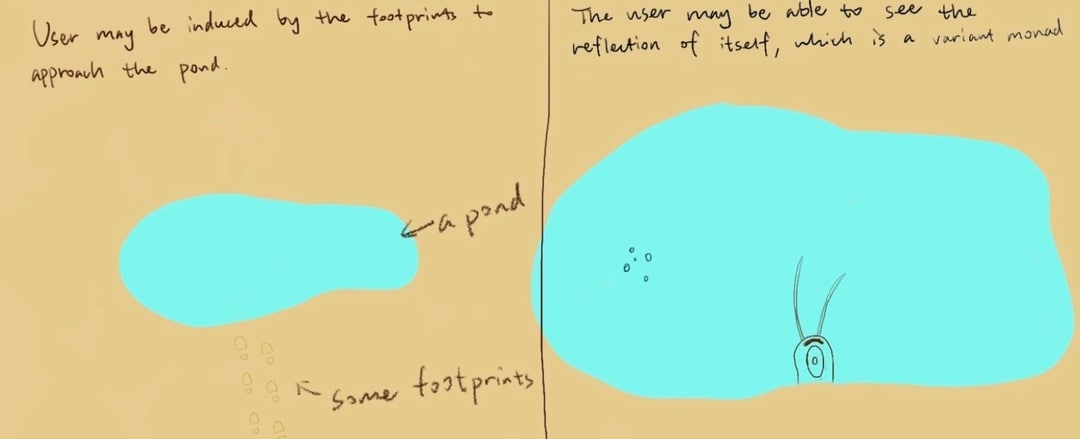 User may be induced by the footprints to
approach the pond.
a pond
some footprints
The user may be able to see the
reflection of itself, which is a variant monad